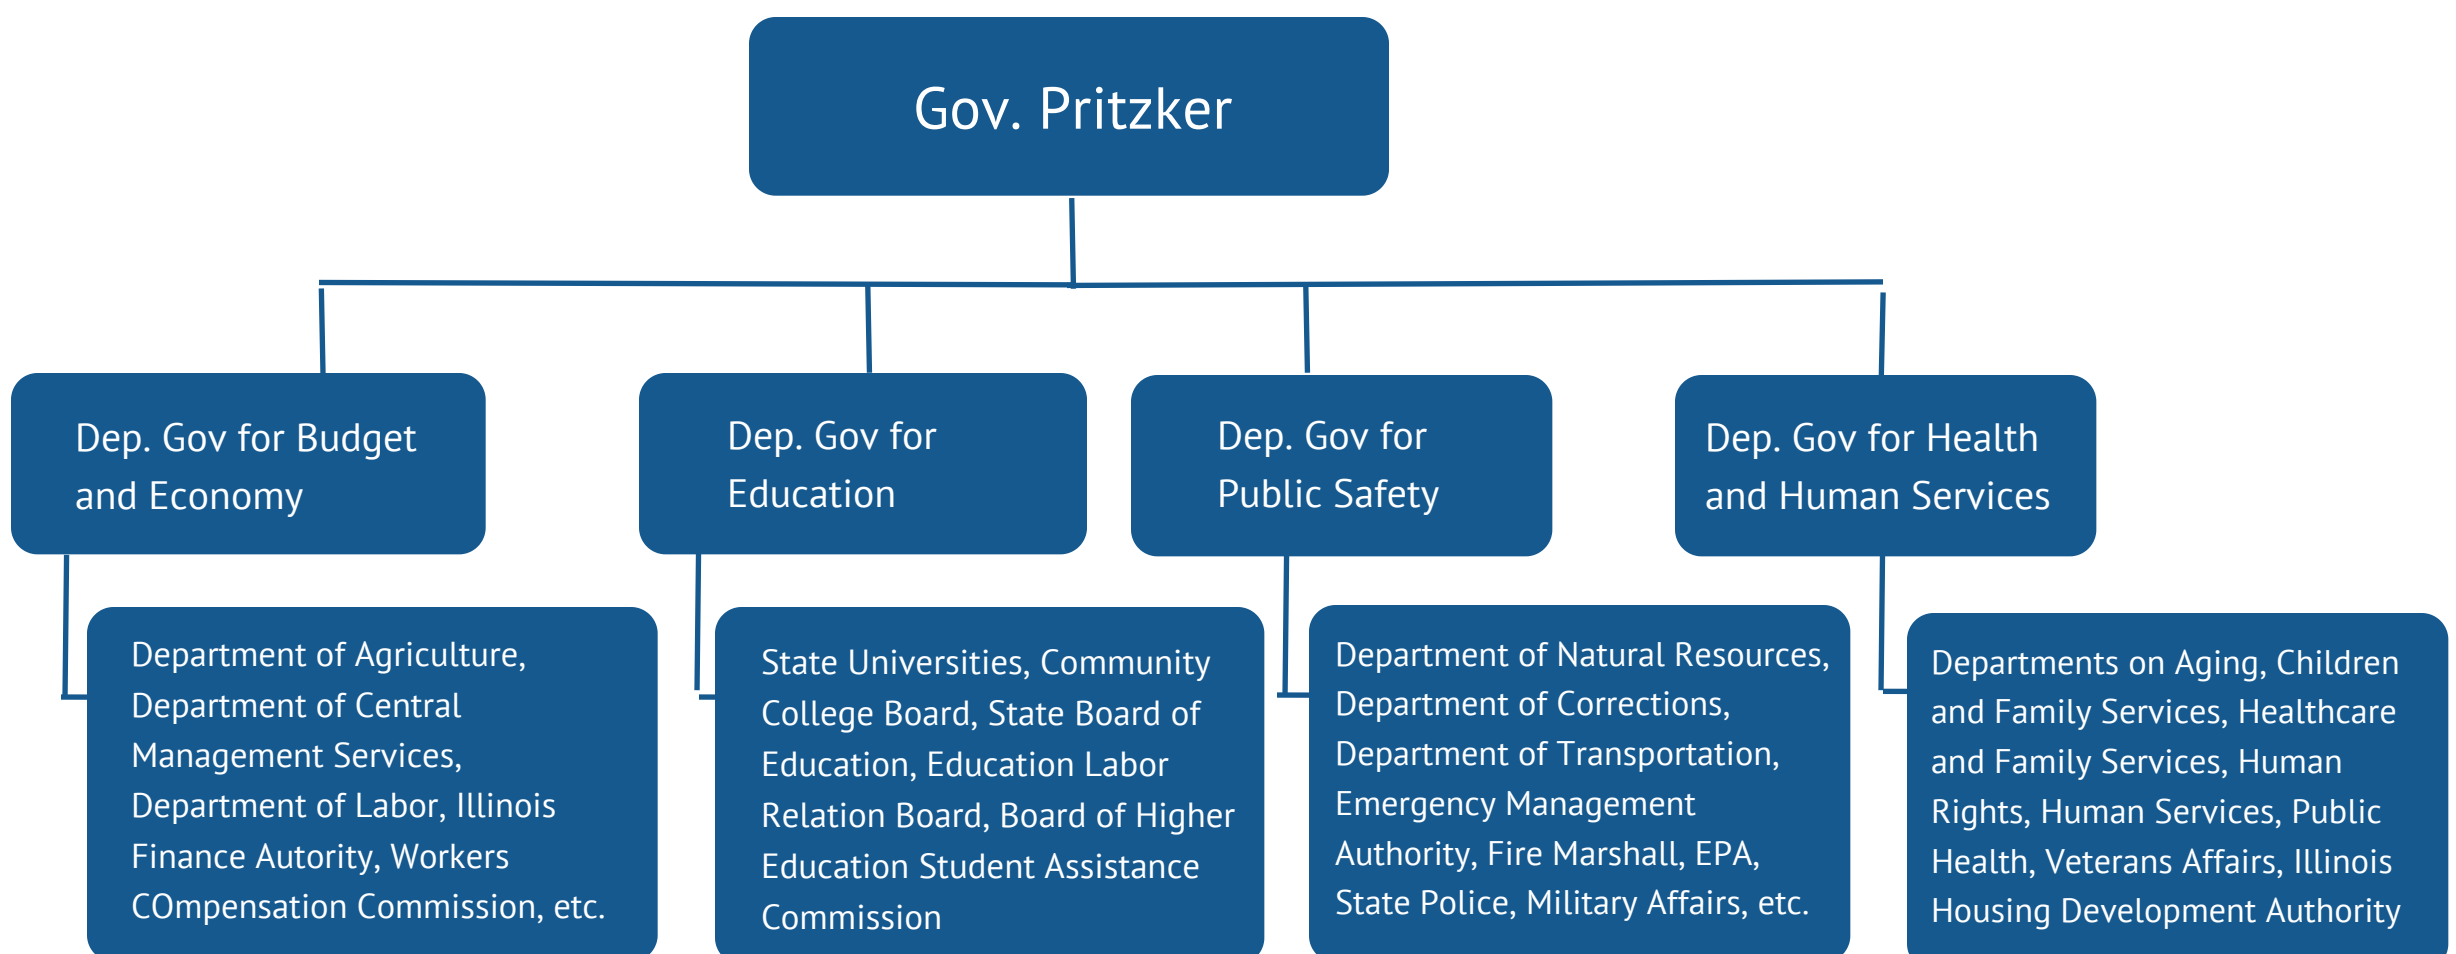 Gov. Pritzker
Dep. Gov for Budget
and Economy
Dep. Gov for
Education
Dep. Gov for
Public Safety
Dep. Gov for Health
and Human Services
Department of Agriculture,
Department of Central
Management Services,
Department of Labor, Illinois
Finance Autority, Workers
COmpensation Commission, etc.
State Universities, Community
College Board, State Board of
Education, Education Labor
Relation Board, Board of Higher
Education Student Assistance
Commission
Department of Natural Resources,
Department of Corrections,
Department of Transportation,
Emergency Management
Authority, Fire Marshall, EPA,
State Police, Military Affairs, etc.
Departments on Aging, Children
and Family Services, Healthcare
and Family Services, Human
Rights, Human Services, Public
Health, Veterans Affairs, Illinois
Housing Development Authority